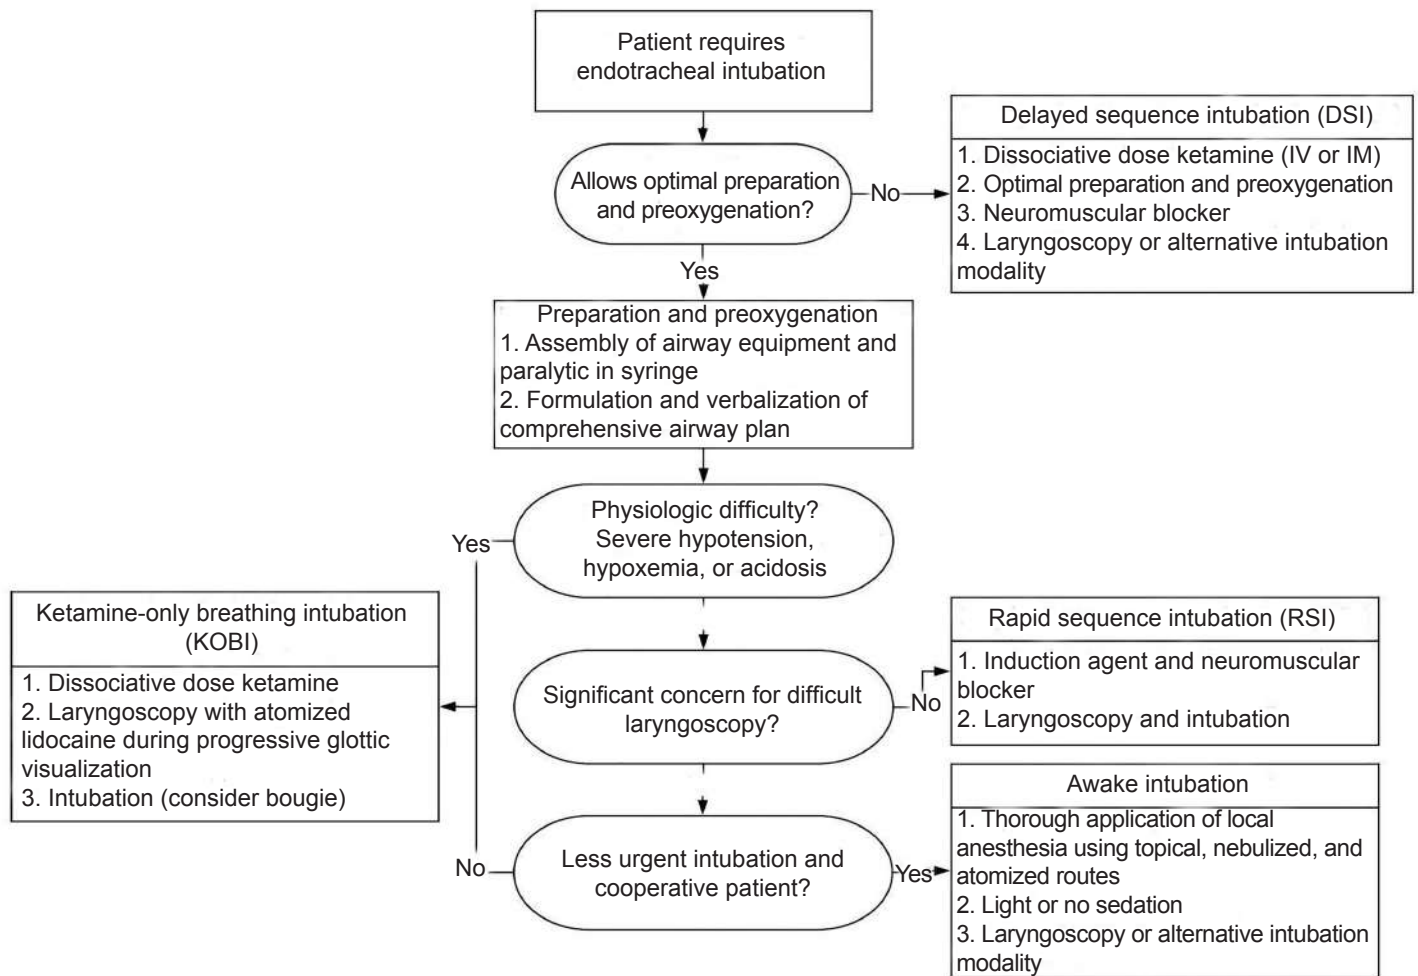 Patient requires
endotracheal intubation
Allows optimal preparation
and preoxygenation?
No
Delayed sequence intubation (DSI)
1. Dissociative dose ketamine (IV or IM)
2. Optimal preparation and preoxygenation
3. Neuromuscular blocker
4. Laryngoscopy or alternative intubation
modality
Yes
Preparation and preoxygenation
1. Assembly of airway equipment and
paralytic in syringe
2. Formulation and verbalization of
comprehensive airway plan
Physiologic difficulty?
Severe hypotension,
hypoxemia, or acidosis
Yes
Ketamine-only breathing intubation
(KOBI)
1. Dissociative dose ketamine
2. Laryngoscopy with atomized
lidocaine during progressive glottic
visualization
3. Intubation (consider bougie)
Significant concern for difficult
laryngoscopy?
No
Rapid sequence intubation (RSI)
1. Induction agent and neuromuscular
blocker
2. Laryngoscopy and intubation
Less urgent intubation and
cooperative patient?
No
Yes
Awake intubation
1. Thorough application of local
anesthesia using topical, nebulized, and
atomized routes
2. Light or no sedation
3. Laryngoscopy or alternative intubation
modality